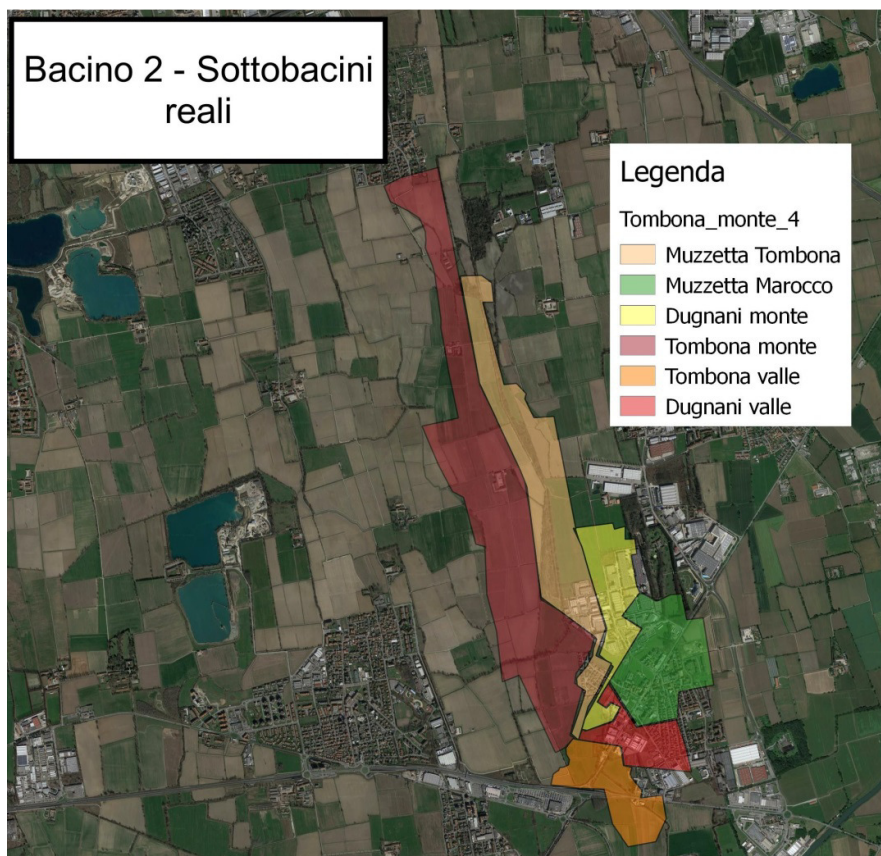 Bacino 2 - Sottobacini
reali
Legenda
Tombona_monte_4
Muzzetta Tombona
Muzzetta Marocco
Dugnani monte
Tombona monte
Tombona valle
Dugnani valle